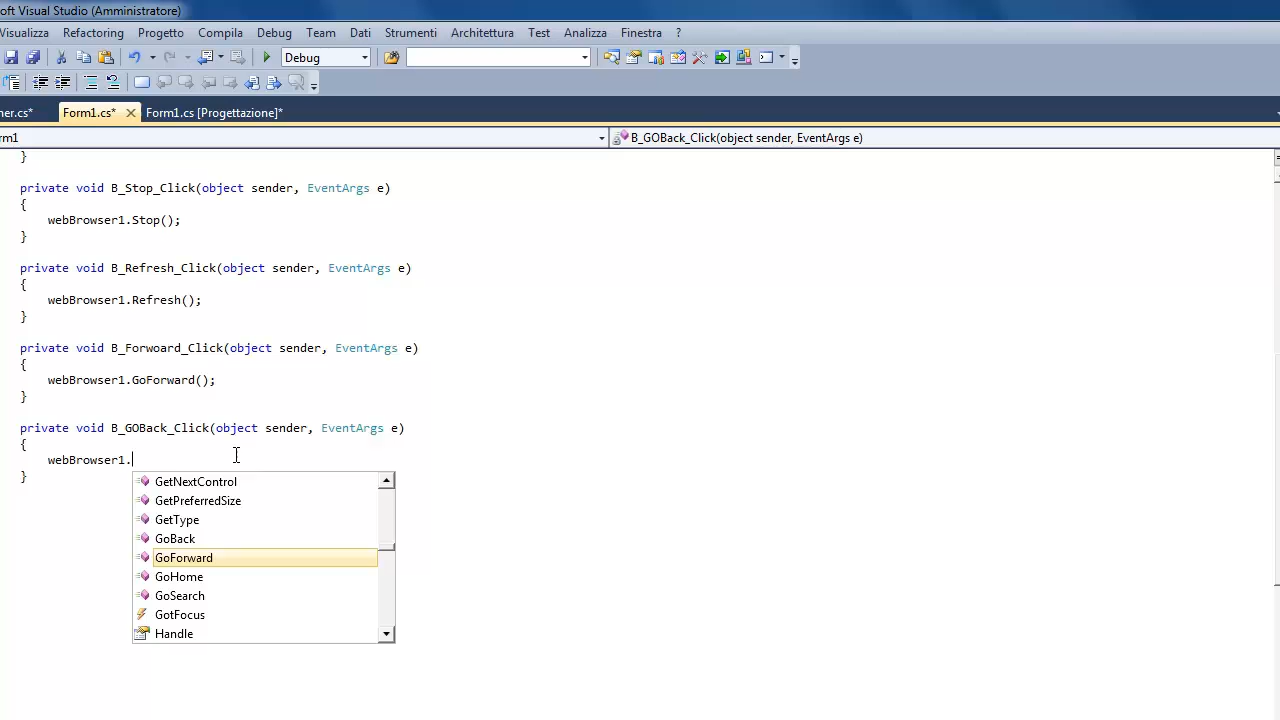 oft Visual Studio (Amministratore)
Visualizza Refactoring Progetto Compila Debug Team Dati Strumenti Architettura Test Analizza Finestra ?
Debug
ner.cs* Form1.cs* Form1.cs [Progettazione]*
rm1 B_GOBack_Click(object sender, EventArgs e)
}
private void B_Stop_Click(object sender, EventArgs e)
{
webBrowser1.Stop();
}
private void B_Refresh_Click(object sender, EventArgs e)
{
webBrowser1.Refresh();
}
private void B_Forwoard_Click(object sender, EventArgs e)
{
webBrowser1.GoForward();
}
private void B_GOBack_Click(object sender, EventArgs e)
{
webBrowser1.
}
GetNextControl
GetPreferredSize
GetType
GoBack
GoForward
GoHome
GoSearch
GotFocus
Handle